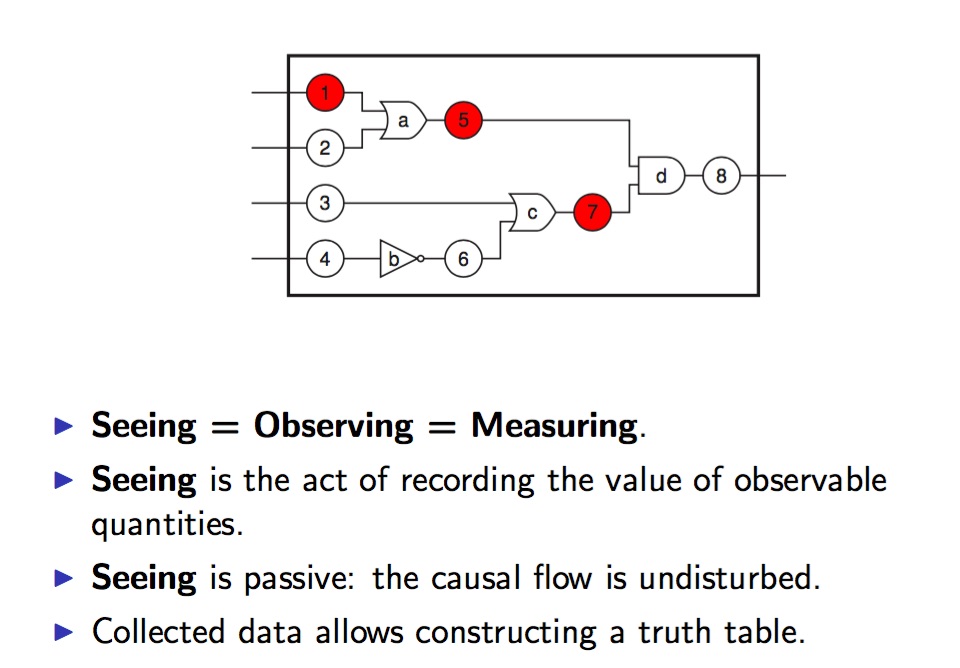 1
a
5
2
d
8
3
c
7
4
b
6
Seeing = Observing = Measuring.
Seeing is the act of recording the value of observable
quantities.
Seeing is passive: the causal flow is undisturbed.
Collected data allows constructing a truth table.